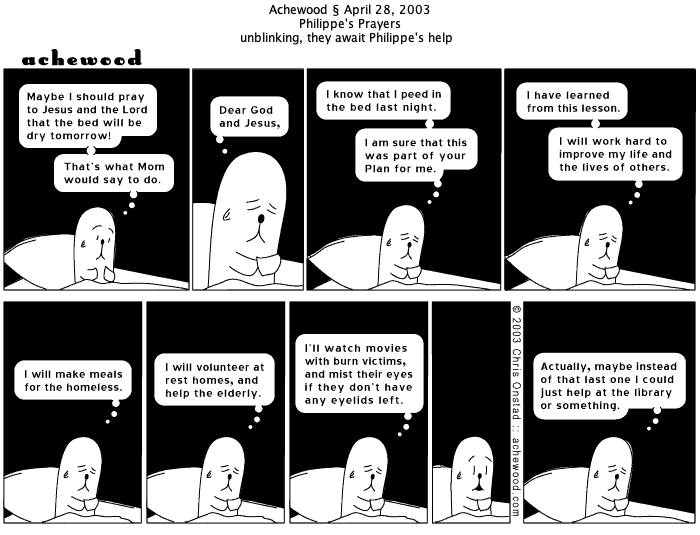 Achewood § April 28, 2003
Philippe's Prayers
unblinking, they await Philippe's help
achewood
Maybe I should pray
to Jesus and the Lord
that the bed will be
dry tomorrow!
That's what Mom
would say to do.
Dear God
and Jesus,
I know that I peed in
the bed last night.
I am sure that this
was part of your
Plan for me.
I have learned
from this lesson.
I will work hard to
improve my life and
the lives of others.
I will make meals
for the homeless.
I will volunteer at
rest homes, and
help the elderly.
I'll watch movies
with burn victims,
and mist their eyes
if they don't have
any eyelids left.
© 2003 Chris Onstad :: achewood.com
Actually, maybe instead
of that last one I could
just help at the library
or something.